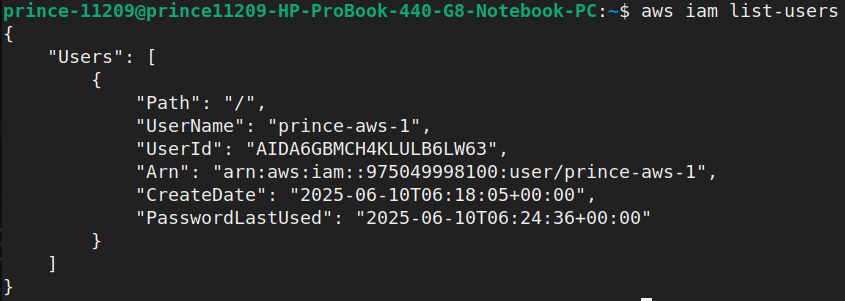 prince-11209@prince11209-HP-ProBook-440-G8-Notebook-PC:~$ aws iam list-users
{
    "Users": [
        {
            "Path": "/",
            "UserName": "prince-aws-1",
            "UserId": "AIDA6GBMCH4KLULB6LW63",
            "Arn": "arn:aws:iam::975049998100:user/prince-aws-1",
            "CreateDate": "2025-06-10T06:18:05+00:00",
            "PasswordLastUsed": "2025-06-10T06:24:36+00:00"
        }
    ]
}